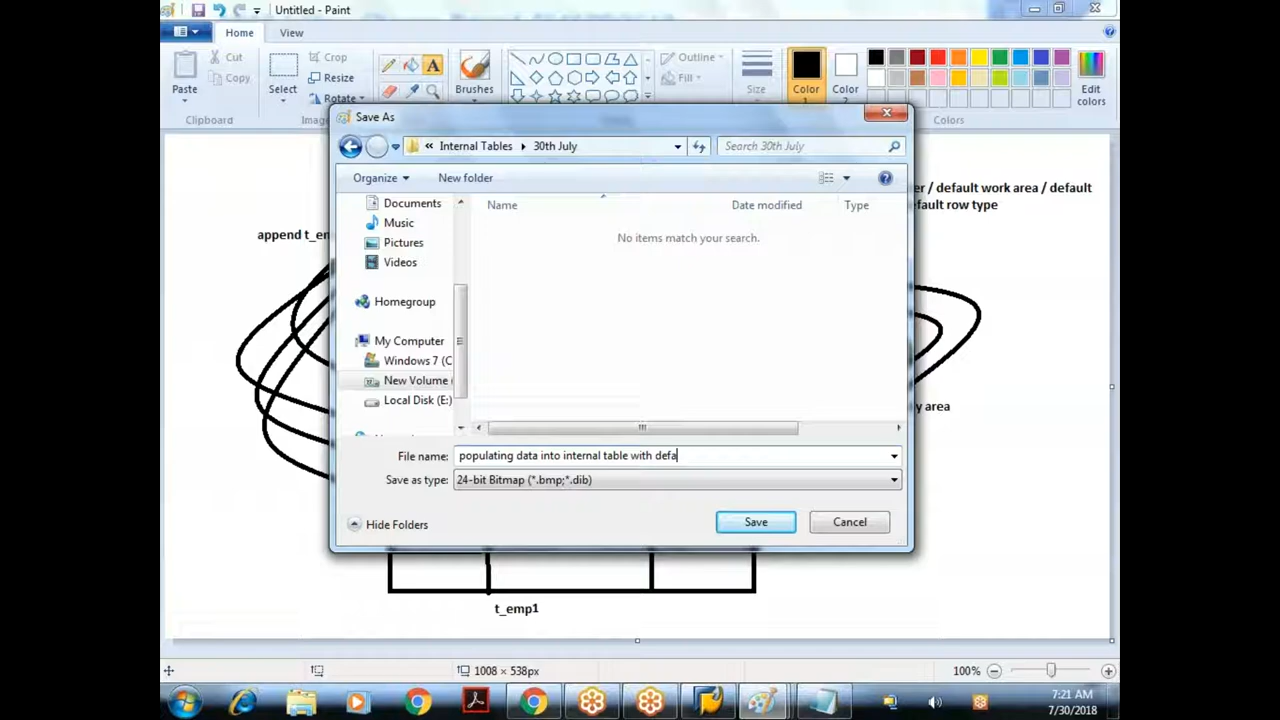 Untitled - Paint
Home
View
Paste
Cut
Copy
Clipboard
Select
Crop
Resize
Rotate
Brushes
Outline
Fill
Size
Color
1
Color
Edit
colors
Colors
append t_em
er / default work area / default
efault row type
y area
t_emp1
Save As
« Internal Tables
30th July
Search 30th July
Organize
New folder
Documents
Music
Pictures
Videos
Homegroup
My Computer
Windows 7 (C
New Volume (
Local Disk (E:)
Name
Date modified
Type
No items match your search.
File name:
populating data into internal table with defa
Save as type:
24-bit Bitmap (*.bmp;*.dib)
Hide Folders
Save
Cancel
1008 × 538px
100%
7:21 AM
7/30/2018